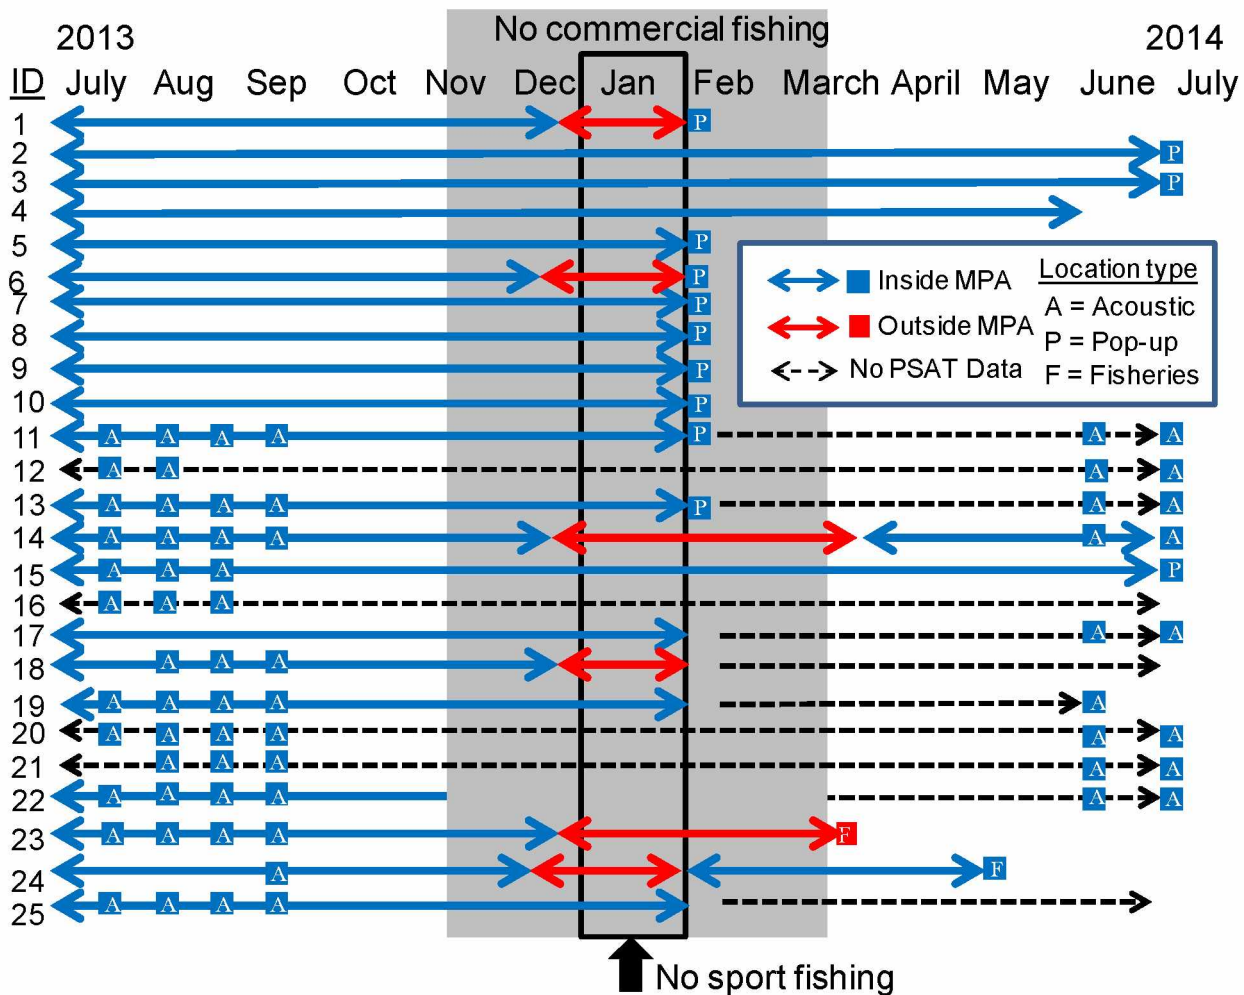 No commercial fishing
2013 2014
ID July Aug Sep Oct Nov Dec Jan Feb March April May June July
1 P
2 P
3 P
4
5 P
6 P
7 P
8 P
9 P
10 P
11 A A A A P A A
12 A A A A
13 A A A A P A A
14 A A A A A A
15 A A A P
16 A A A
17 A A
18 A A A
19 A A A A A
20 A A A A A A
21 A A A A A
22 A A A A A A
23 A A A A F
24 A F
25 A A A A
Inside MPA
Outside MPA
No PSAT Data
Location type
A = Acoustic
P = Pop-up
F = Fisheries
No sport fishing